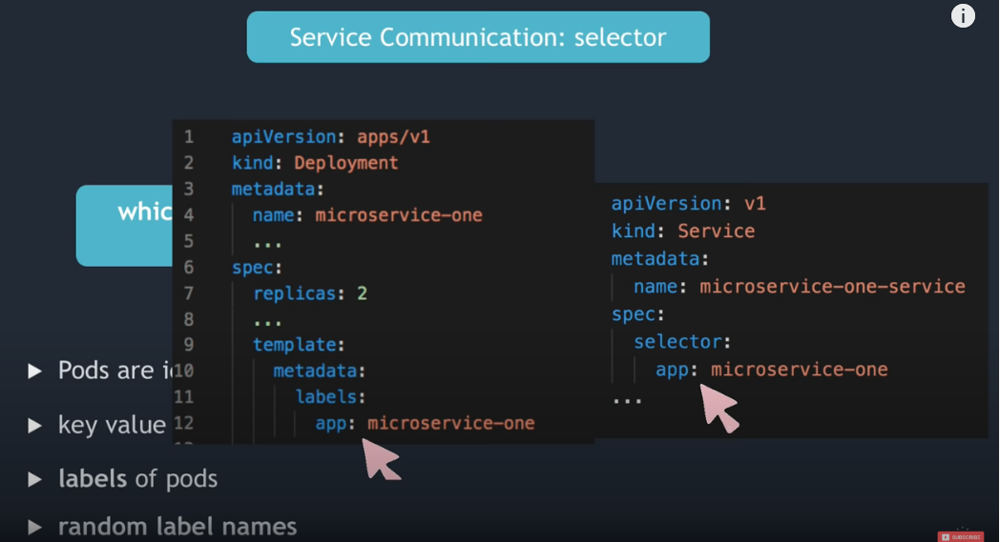 Service Communication: selector
i
1 apiVersion: apps/v1
2 kind: Deployment
3 metadata:
4 name: microservice-one
5 ...
6 spec:
7 replicas: 2
8 ...
9 template:
10 metadata:
11 labels:
12 app: microservice-one
apiVersion: v1
kind: Service
metadata:
name: microservice-one-service
spec:
selector:
app: microservice-one
...
whic
▶ Pods are
▶ key value
▶ labels of pods
▶ random label names
SUBSCRIBE